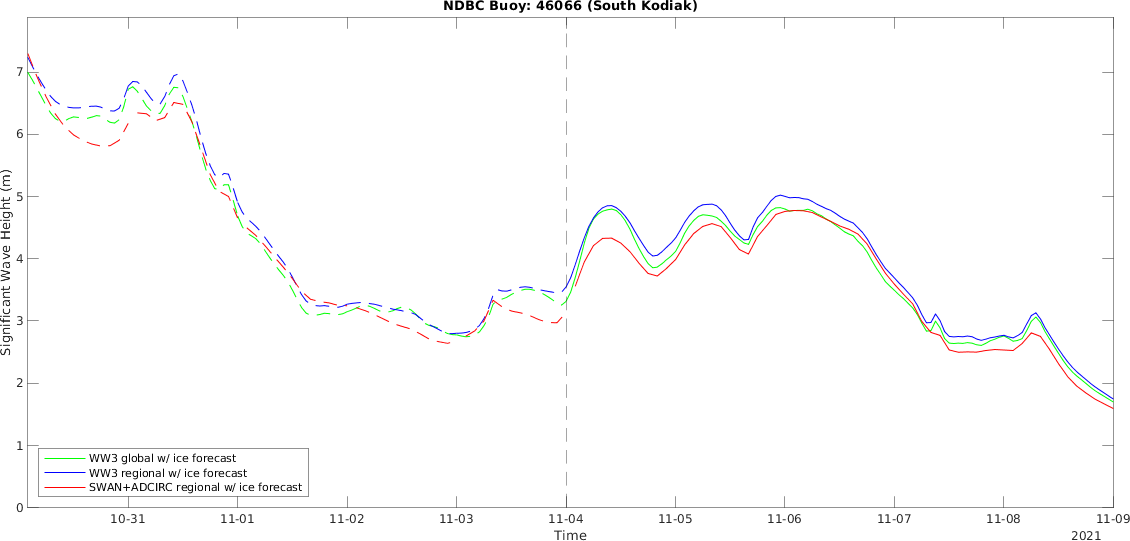 NDBC Buoy: 46066 (South Kodiak)
Significant Wave Height (m)
7
6
5
4
3
2
1
0
WW3 global w/ ice forecast
WW3 regional w/ ice forecast
SWAN+ADCIRC regional w/ ice forecast
10-31 11-01 11-02 11-03 11-04 11-05 11-06 11-07 11-08 11-09
Time
2021